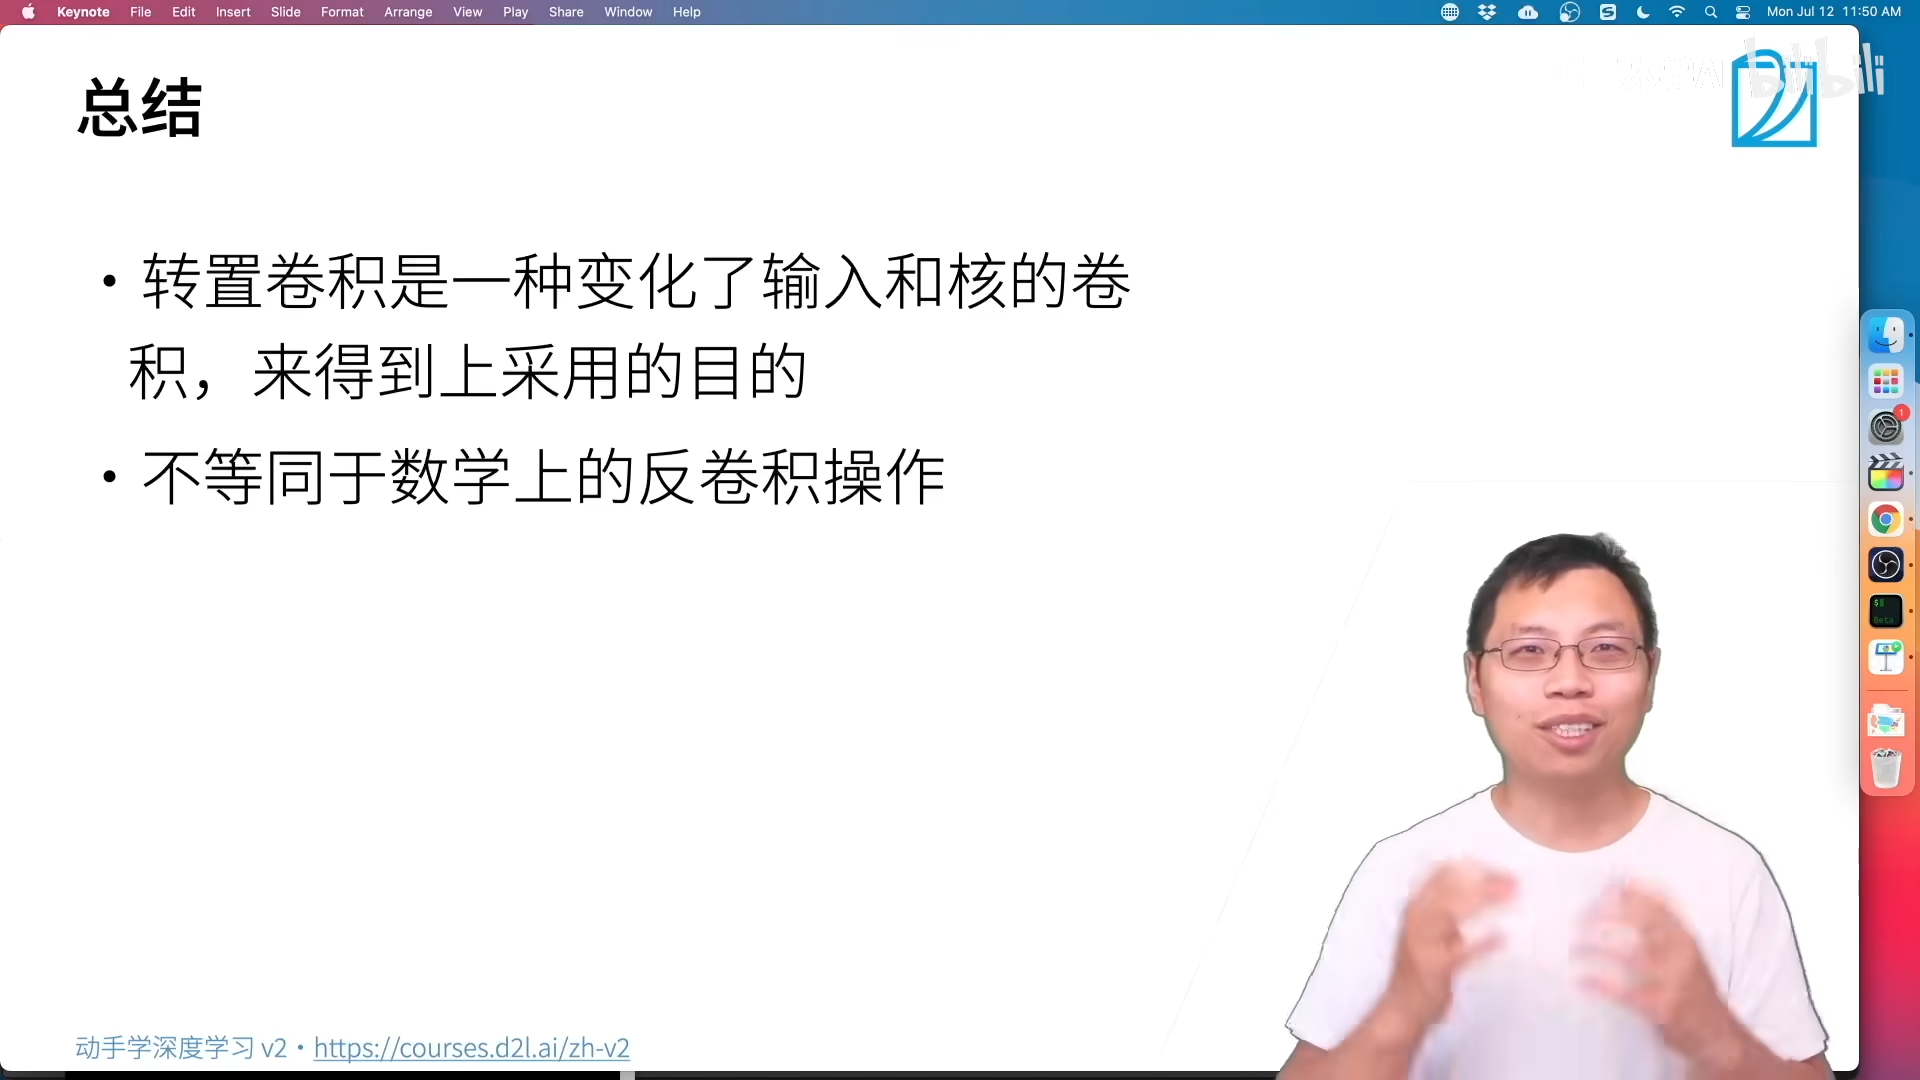 Keynote File Edit Insert Slide Format Arrange View Play Share Window Help Mon Jul 12 11:50 AM
bilibili
总结
• 转置卷积是一种变化了输入和核的卷
积，来得到上采用的目的
• 不等同于数学上的反卷积操作
1
动手学深度学习 v2 • https://courses.d2l.ai/zh-v2